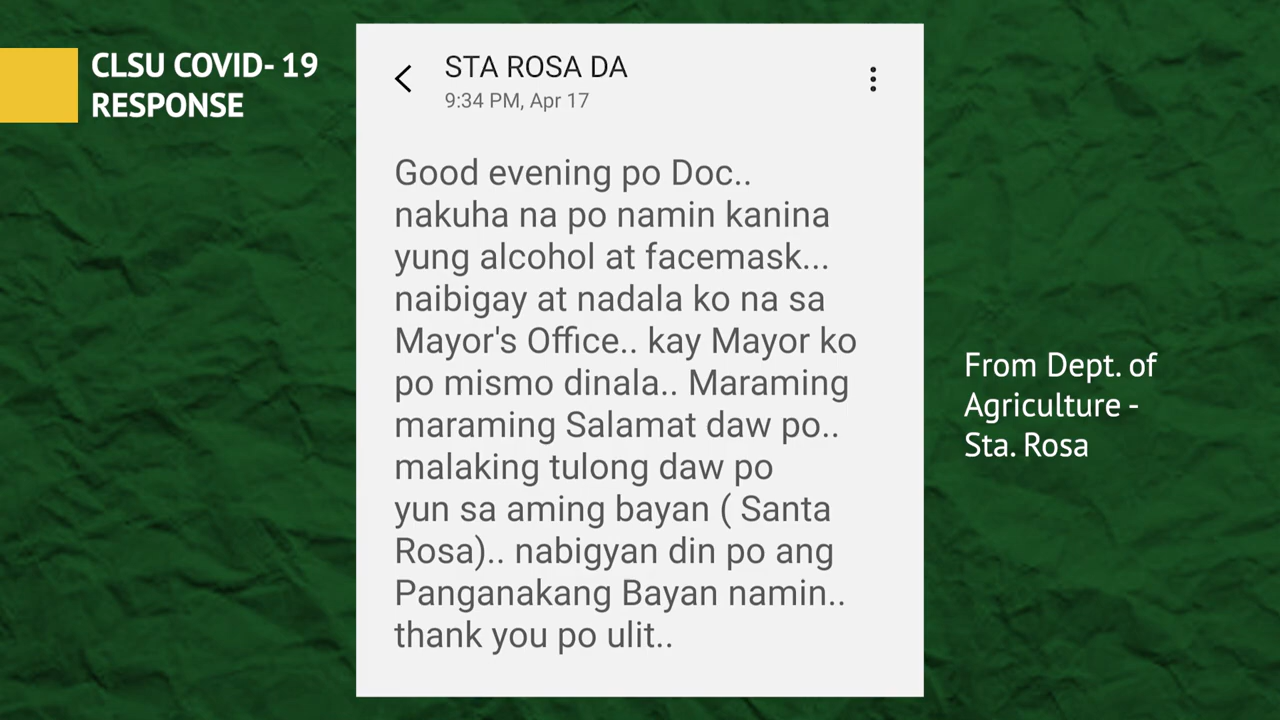 CLSU COVID- 19
RESPONSE
STA ROSA DA
9:34 PM, Apr 17
Good evening po Doc..
nakuha na po namin kanina
yung alcohol at facemask...
naibigay at nadala ko na sa
Mayor's Office.. kay Mayor ko
po mismo dinala.. Maraming
maraming Salamat daw po..
malaking tulong daw po
yun sa aming bayan ( Santa
Rosa).. nabigyan din po ang
Panganakang Bayan namin..
thank you po ulit..
From Dept. of
Agriculture -
Sta. Rosa